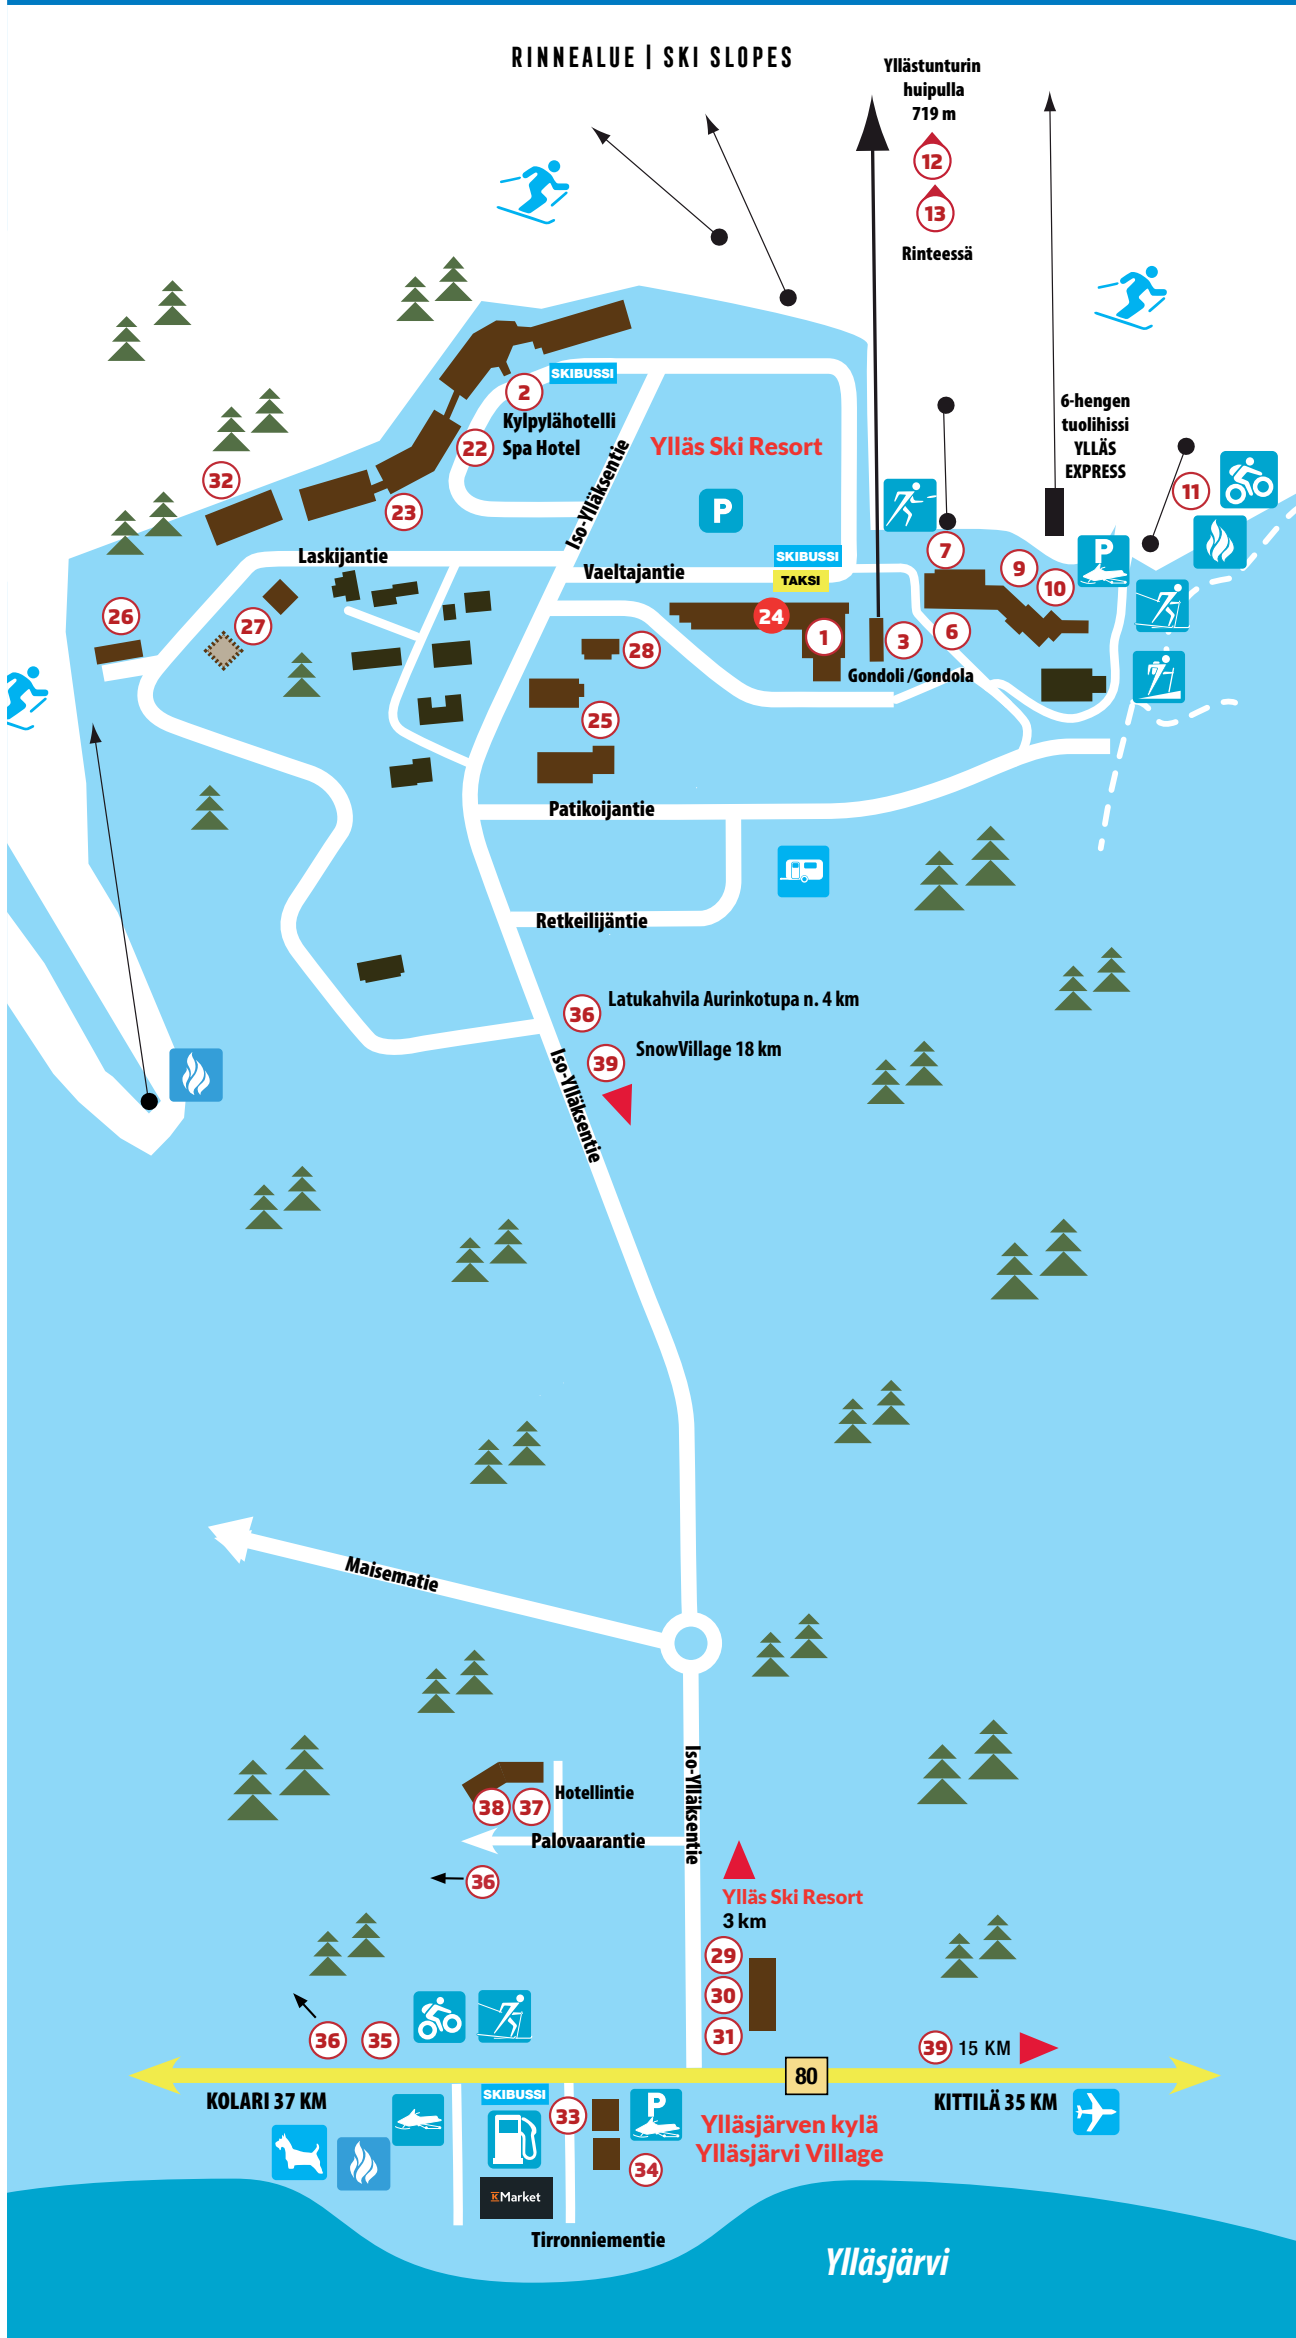 RINNEALUE | SKI SLOPES
Yllästunturin
huipulla
719 m
12
13
Rinteessä
6-hengen
tuolihissi
YLLÄS
EXPRESS
SKIBUSSI
2
Kylpylähotelli
Spa Hotel
22
Iso-Ylläksentie
Ylläs Ski Resort
P
32
23
11
7
9
10
P
Laskijantie
Vaeltajantie
SKIBUSSI
TAKSI
26
27
24
1
3
6
28
Gondoli /Gondola
25
Patikoijantie
Retkeilijäntie
36
Latukahvila Aurinkotupa n. 4 km
39
SnowVillage 18 km
Iso-Ylläksentie
Maisematie
Iso-Ylläksentie
38
37
Hotellintie
Palovaarantie
36
Ylläs Ski Resort
3 km
29
30
31
36
35
39
15 KM
80
KOLARI 37 KM
SKIBUSSI
KITTILÄ 35 KM
33
P
Ylläsjärven kylä
Ylläsjärvi Village
34
K Market
Tirronniementie
Ylläsjärvi